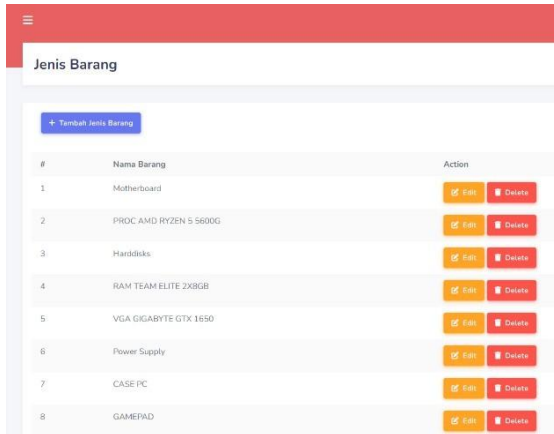 Jenis Barang
+ Tambah Jenis Barang
# Nama Barang Action
1 Motherboard Edit Delete
2 PROC AMD RYZEN 5 5600G Edit Delete
3 Harddisks Edit Delete
4 RAM TEAM ELITE 2X8GB Edit Delete
5 VGA GIGABYTE GTX 1650 Edit Delete
6 Power Supply Edit Delete
7 CASE PC Edit Delete
8 GAMEPAD Edit Delete